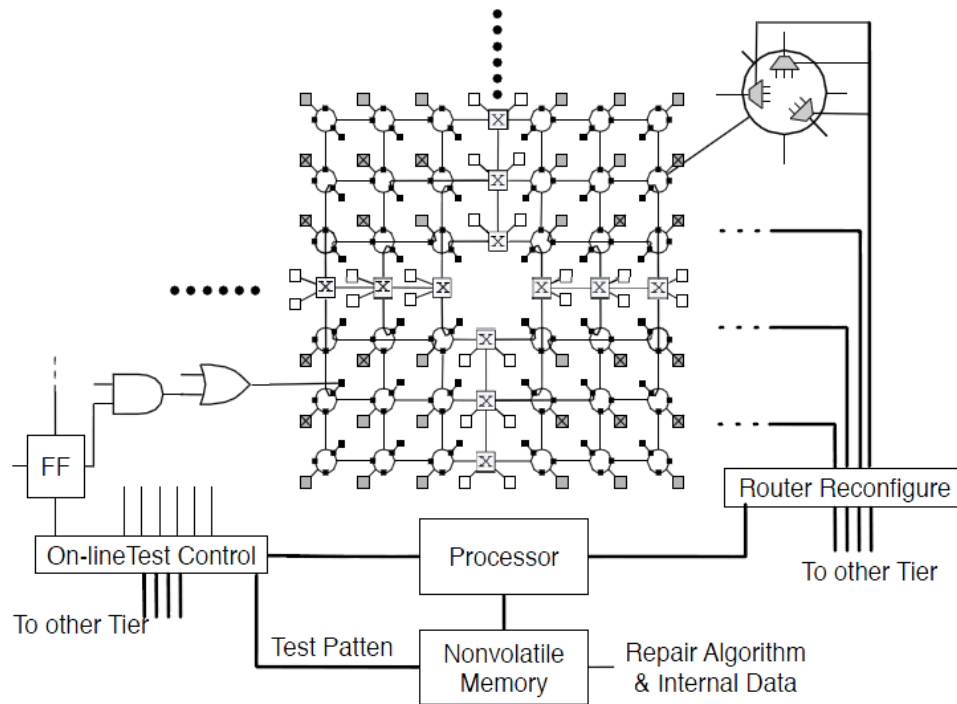 X
X
X
X
X
X
X
X
X
X
X
X
FF
Router Reconfigure
On-lineTest Control
Processor
To other Tier
To other Tier
Test Patten
Nonvolatile
Memory
Repair Algorithm
& Internal Data